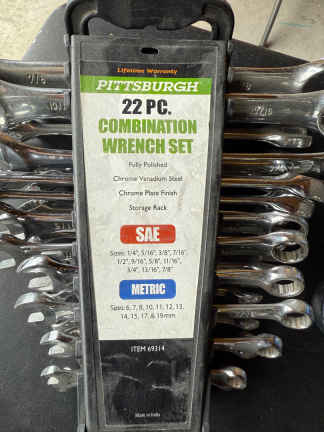 Lifetime Warranty
PITTSBURGH
22 PC.
COMBINATION
WRENCH SET
Fully Polished
Chrome Vanadium Steel
Chrome Plate Finish
Storage Rack
SAE
Sizes: 1/4", 5/16", 3/8", 7/16",
1/2", 9/16", 5/8", 11/16",
3/4", 13/16", 7/8"
METRIC
Sizes: 6, 7, 8, 10, 11, 12, 13,
14, 15, 17, & 19mm
ITEM 69314
Made in India